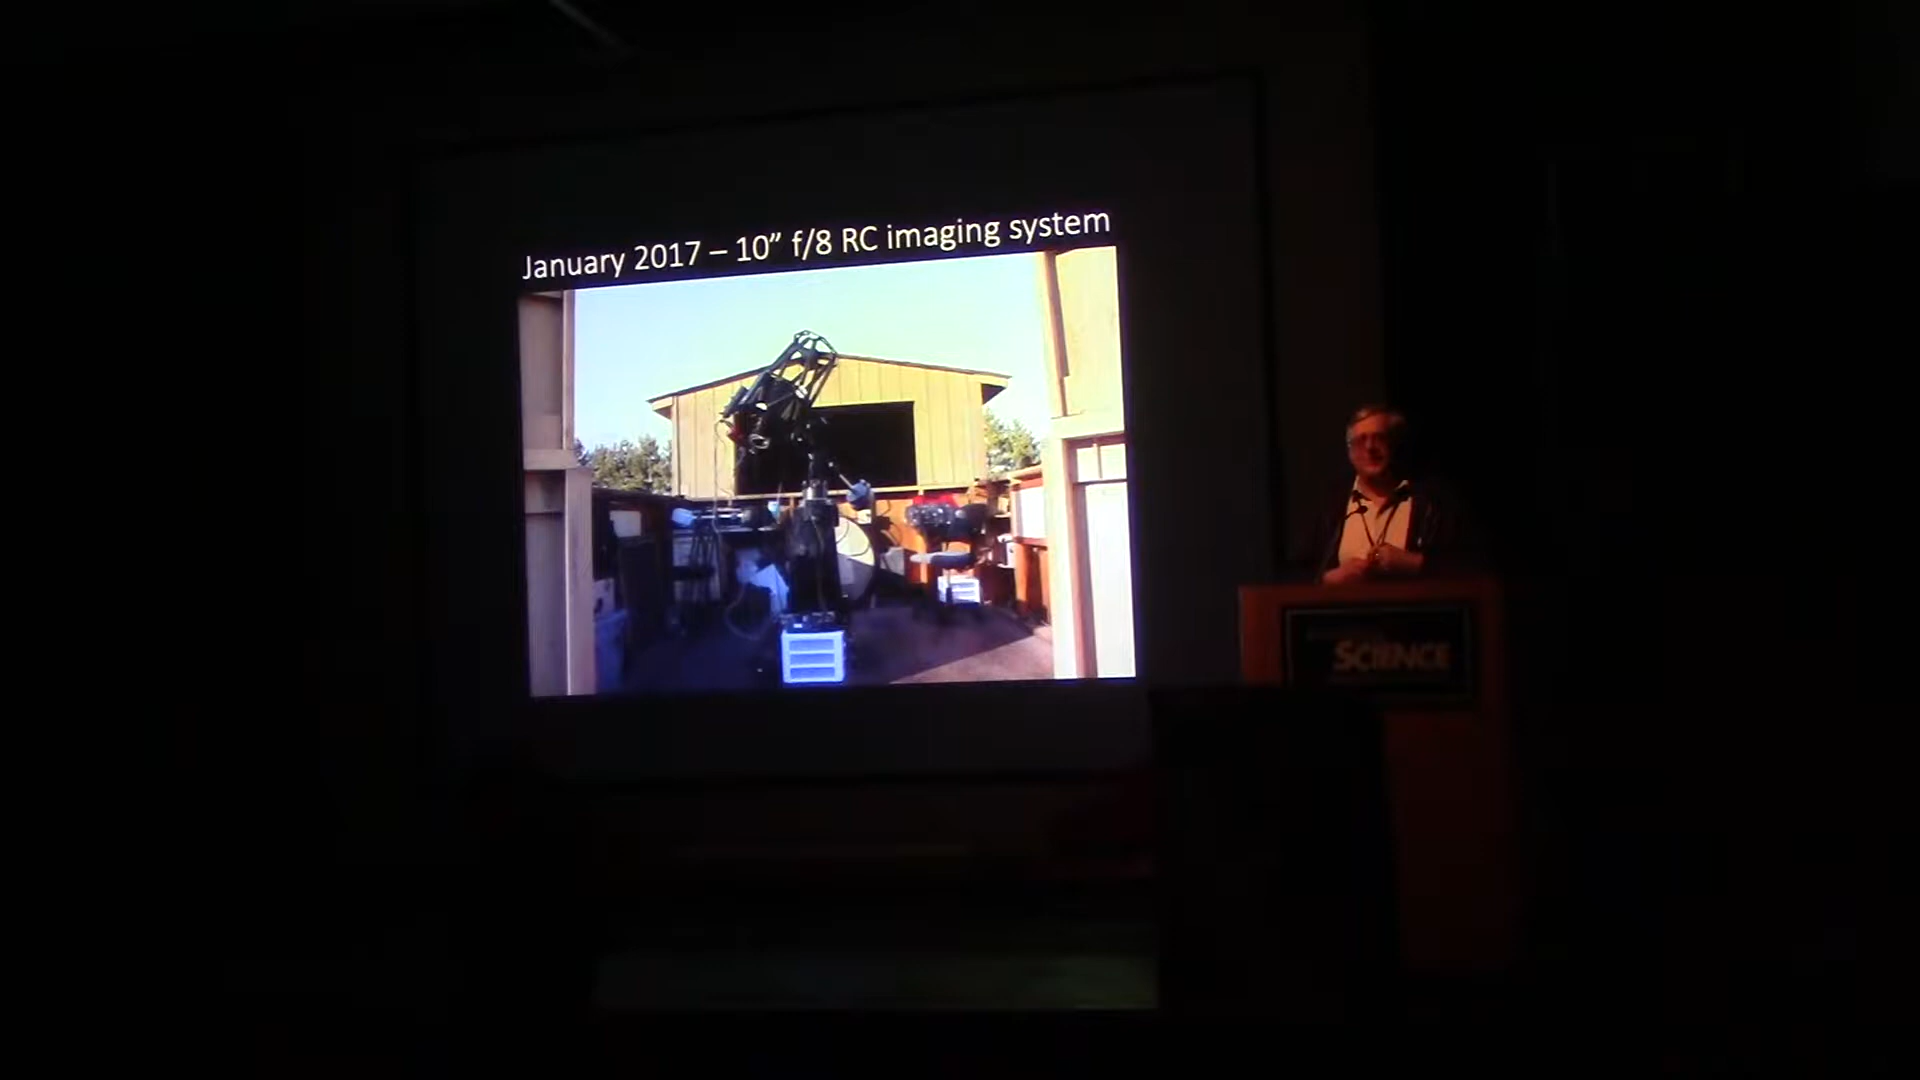 January 2017 – 10” f/8 RC imaging system
SCIENCE